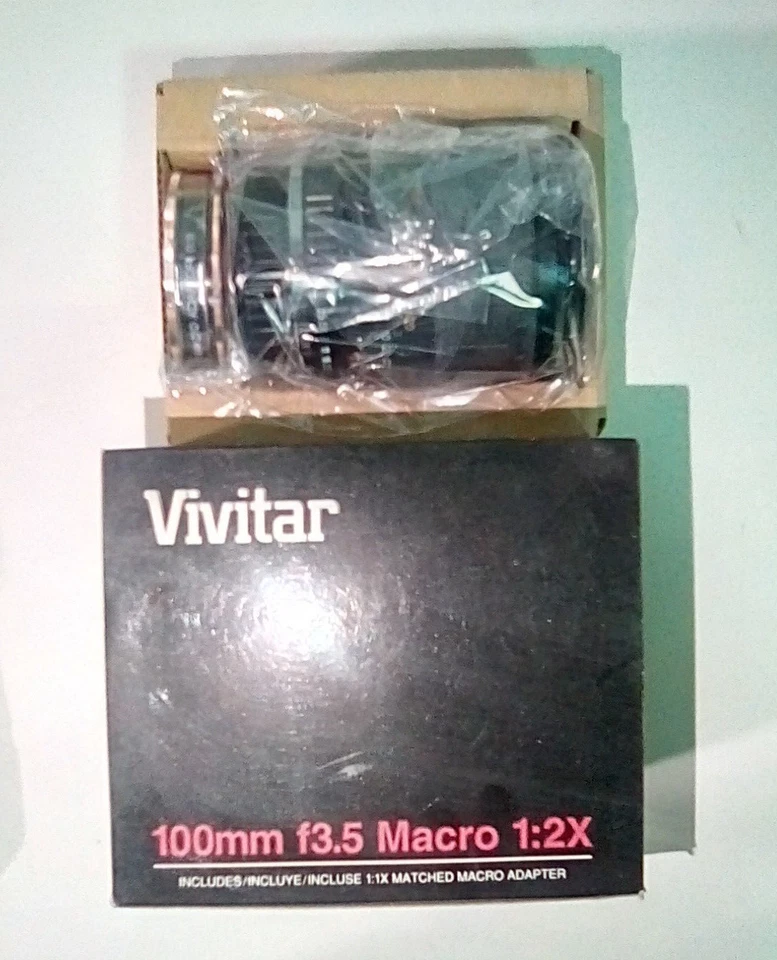 Vivitar
100mm f3.5 Macro 1:2X
INCLUDES/INCLUYE/INCLUSE 1:1X MATCHED MACRO ADAPTER